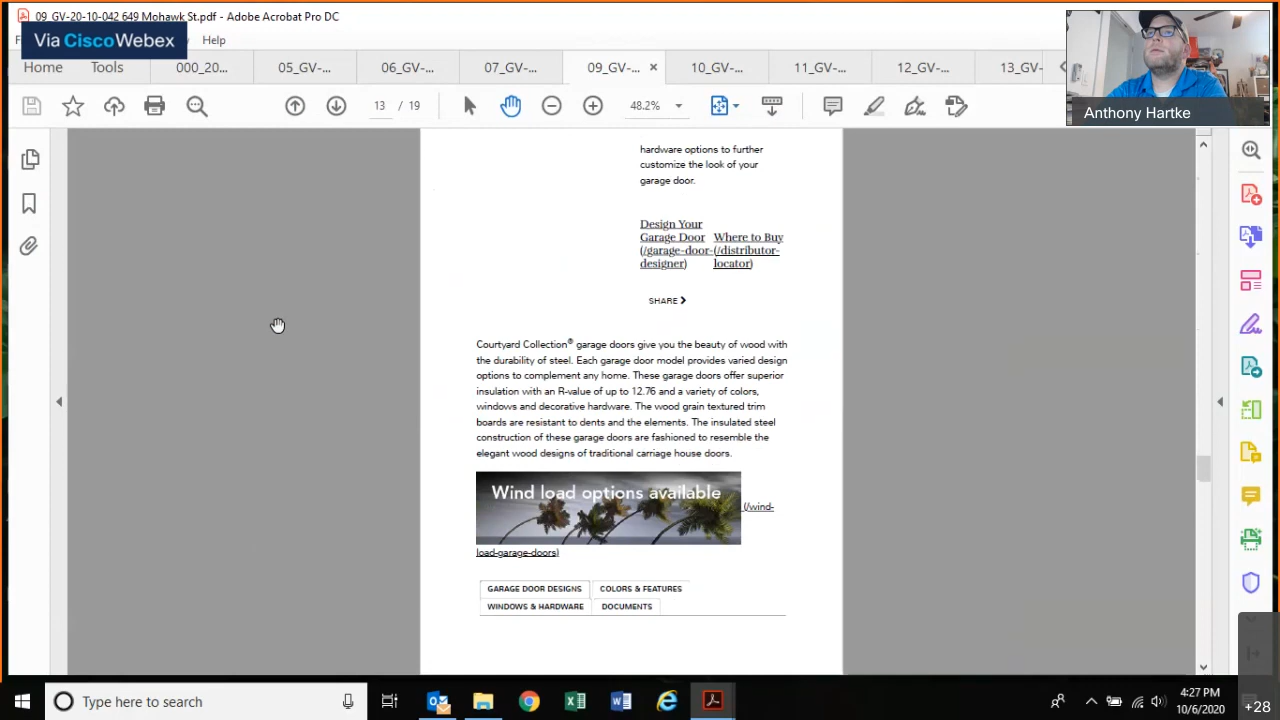 09_GV-20-10-042 649 Mohawk St.pdf - Adobe Acrobat Pro DC
Via Cisco Webex
Help
Home
Tools
000_20...
05_GV-...
06_GV-...
07_GV-...
09_GV-...
10_GV-...
11_GV-...
12_GV-...
13_GV-
13 / 19
48.2%
Anthony Hartke
hardware options to further
customize the look of your
garage door.
Design Your
Garage Door Where to Buy
(/garage-door-(/distributor-
designer) locator)
SHARE
Courtyard Collection® garage doors give you the beauty of wood with
the durability of steel. Each garage door model provides varied design
options to complement any home. These garage doors offer superior
insulation with an R-value of up to 12.76 and a variety of colors,
windows and decorative hardware. The wood grain textured trim
boards are resistant to dents and the elements. The insulated steel
construction of these garage doors are fashioned to resemble the
elegant wood designs of traditional carriage house doors.
Wind load options available
(/wind-
load-garage-doors)
GARAGE DOOR DESIGNS COLORS & FEATURES
WINDOWS & HARDWARE DOCUMENTS
Type here to search
4:27 PM
10/6/2020
+28